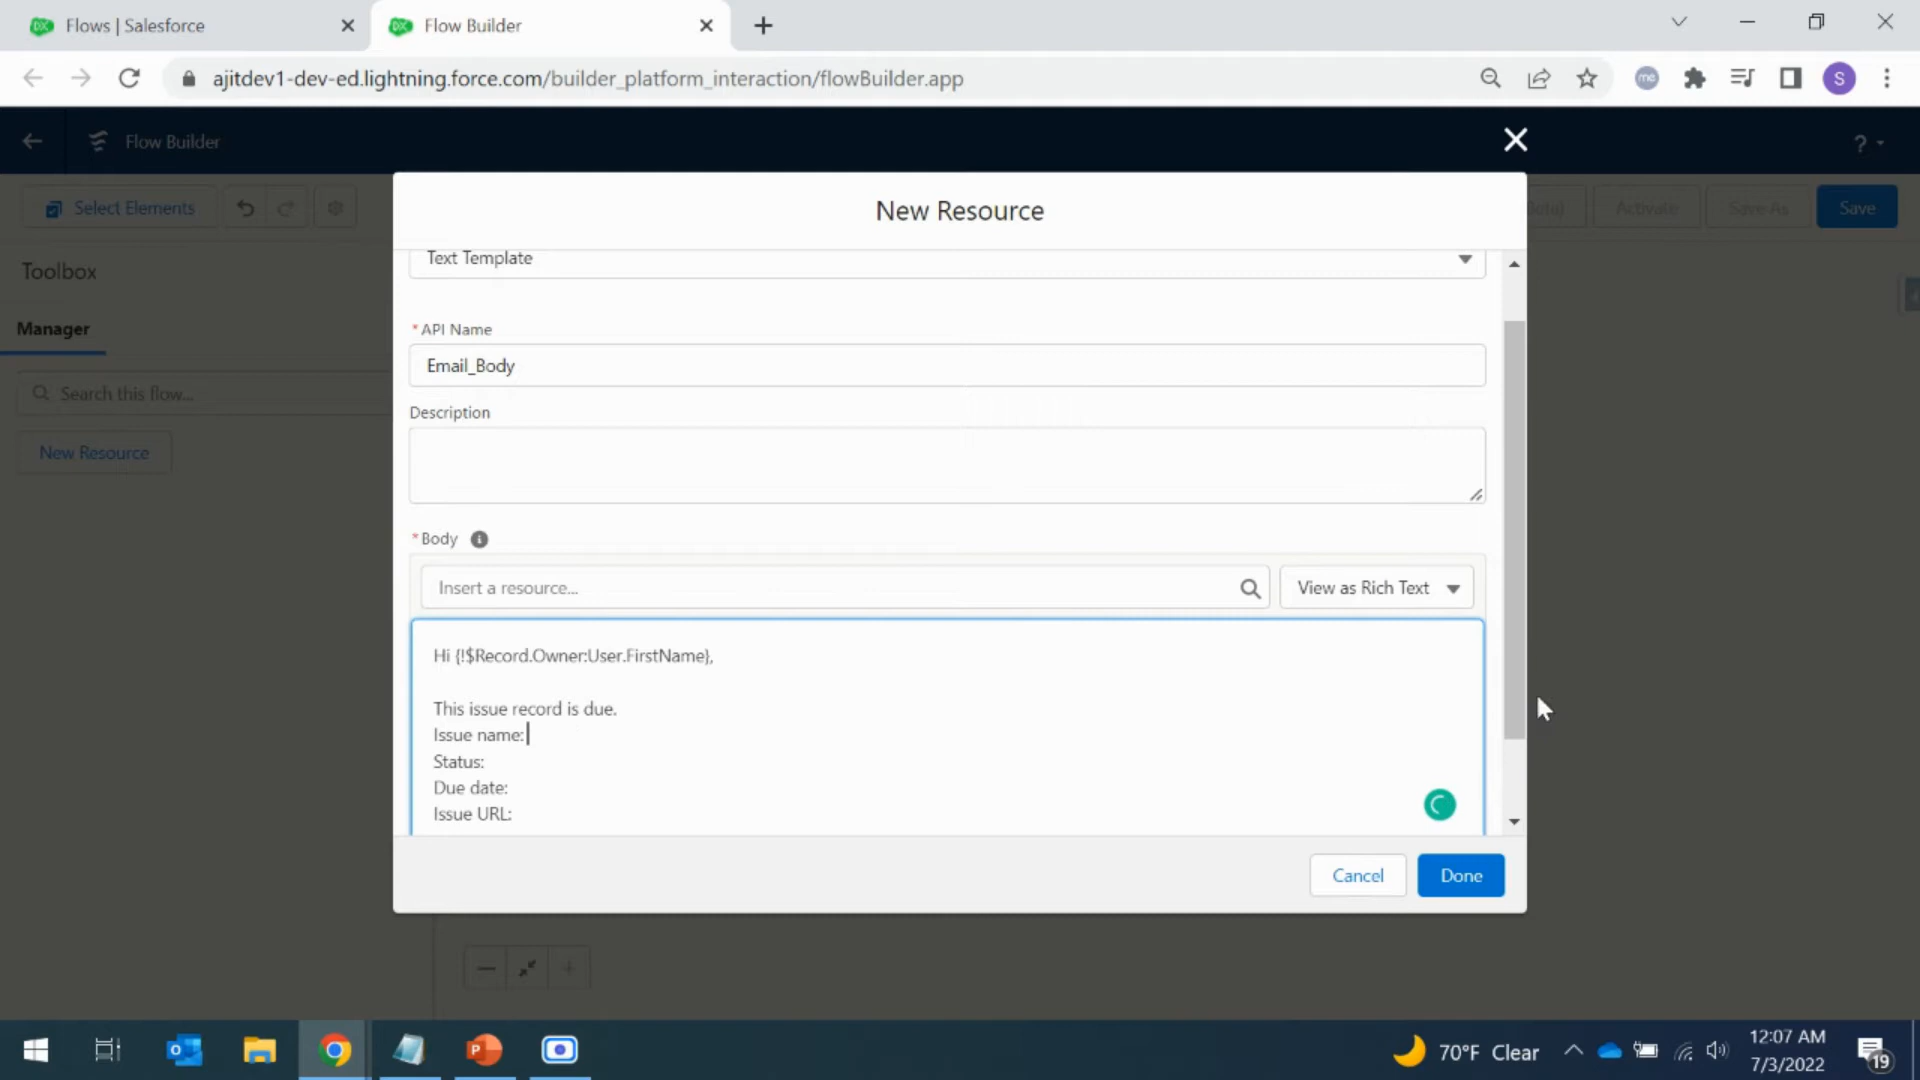 Flows | Salesforce
Flow Builder
ajitdev1-dev-ed.lightning.force.com/builder_platform_interaction/flowBuilder.app
me
S
Flow Builder
?
New Resource
Select Elements
Activate
Save As
Save
Toolbox
Manager
Search this flow...
New Resource
Text Template
* API Name
Email_Body
Description
* Body
Insert a resource...
View as Rich Text
Hi {!$Record.Owner:User.FirstName},
This issue record is due.
Issue name:
Status:
Due date:
Issue URL:
Cancel
Done
70°F Clear
12:07 AM
7/3/2022
19